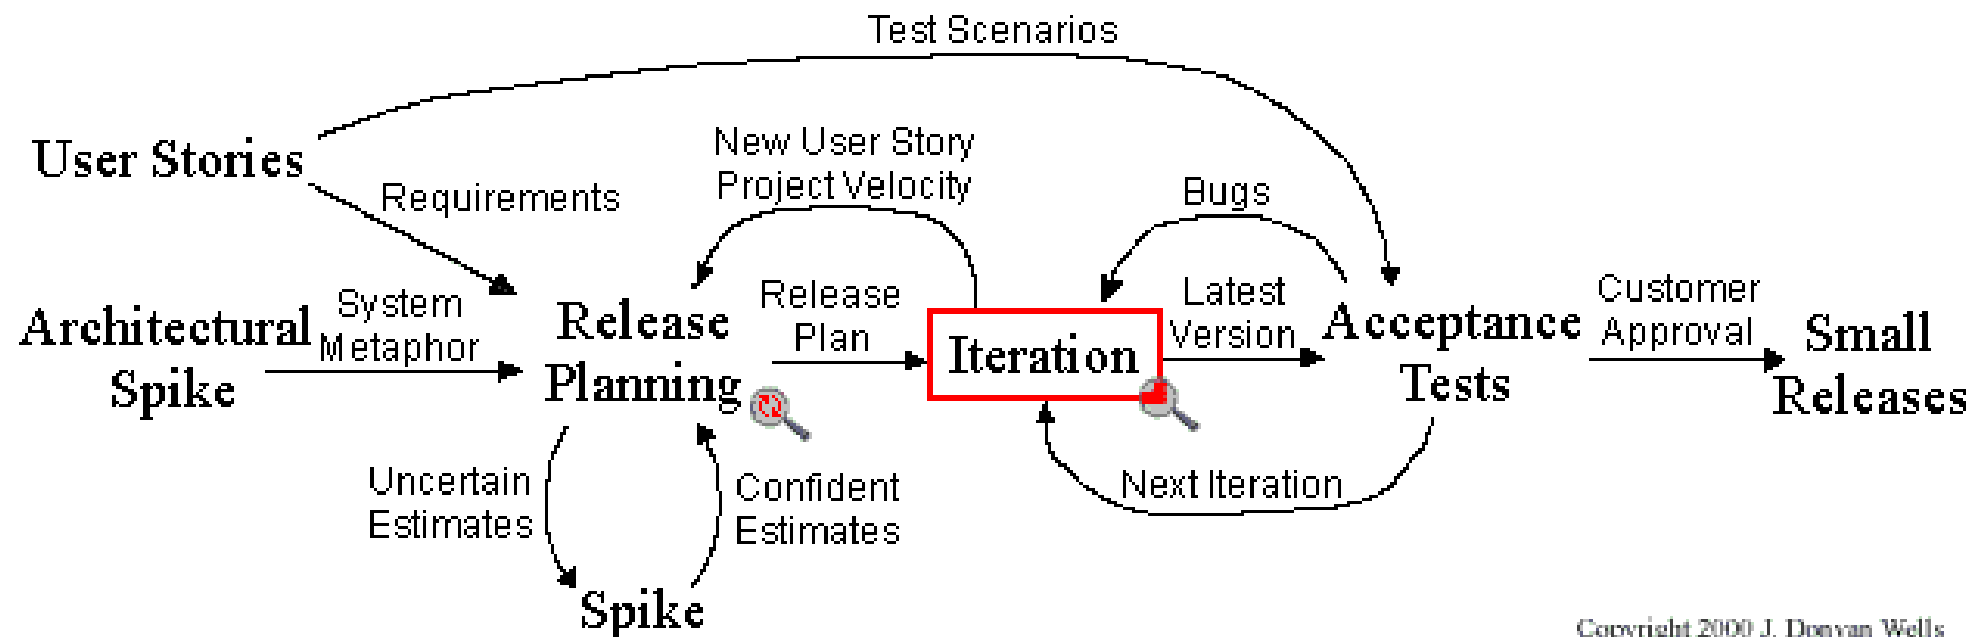 Test Scenarios
User Stories
Requirements
New User Story
Project Velocity
Bugs
Architectural
Spike
System
Metaphor
Release
Planning
Release
Plan
Iteration
Latest
Version
Acceptance
Tests
Customer
Approval
Small
Releases
Uncertain
Estimates
Confident
Estimates
Next Iteration
Spike
Copyright 2000 J. Donvan Wells